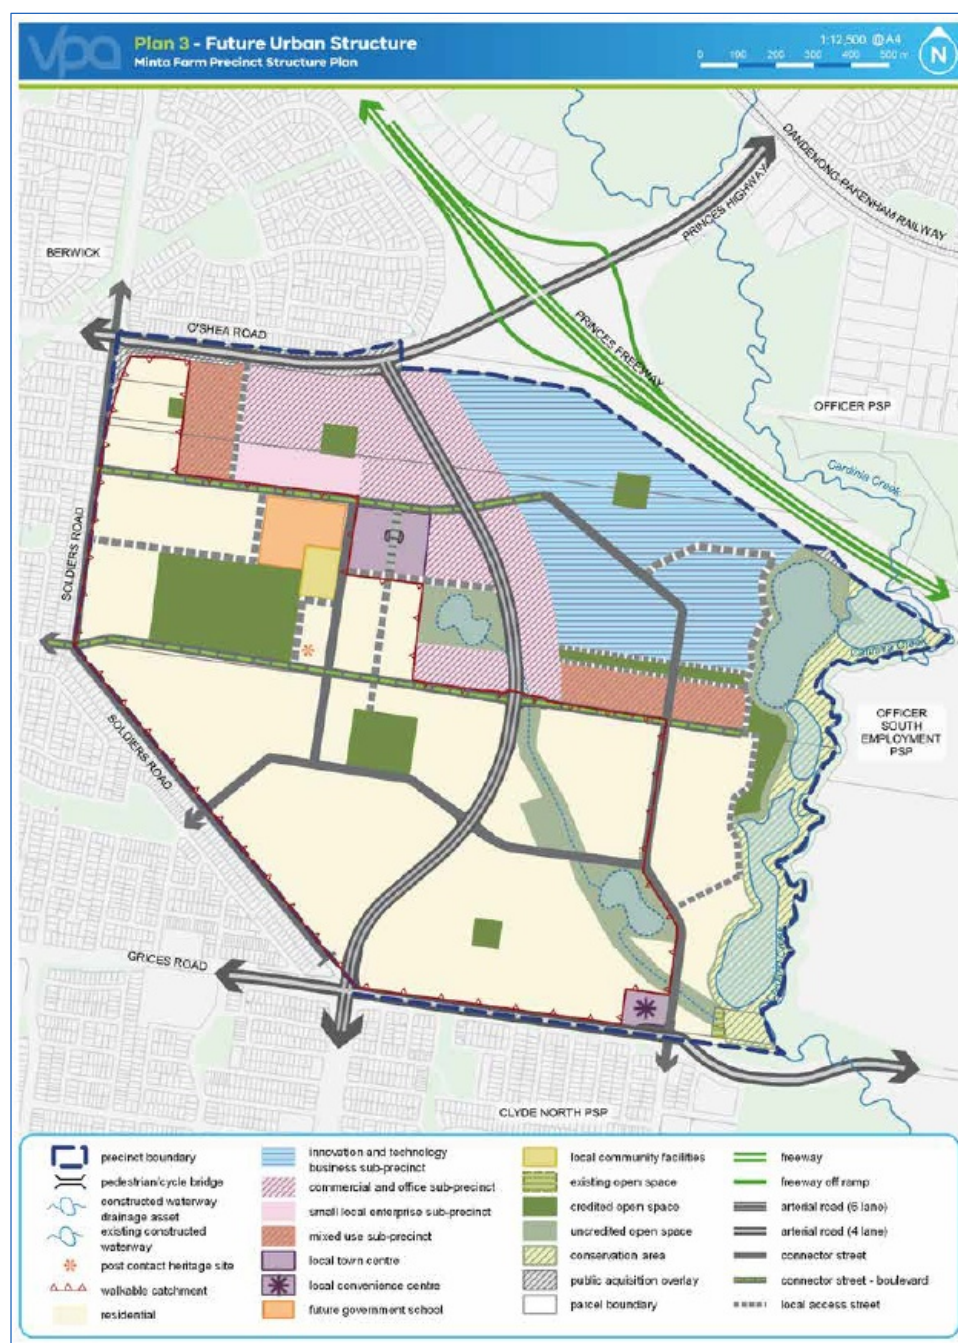 vpa
Plan 3 - Future Urban Structure
Minta Farm Precinct Structure Plan
1:12,500 @ A4
0 100 200 300 400 500 m
N
DANDENONG-PAKENHAM RAILWAY
PRINCES HIGHWAY
BERWICK
O'SHEA ROAD
PRINCES FREEWAY
OFFICER PSP
Cardinia Creek
SOLDIERS ROAD
Cardinia Creek
OFFICER
SOUTH
EMPLOYMENT
PSP
SOLDIERS ROAD
GRICES ROAD
CLYDE NORTH PSP
precinct boundary
pedestrian/cycle bridge
constructed waterway
drainage asset
existing constructed
waterway
post contact heritage site
walkable catchment
residential
innovation and technology
business sub-precinct
commercial and office sub-precinct
small local enterprise sub-precinct
mixed use sub-precinct
local town centre
local convenience centre
future government school
local community facilities
existing open space
credited open space
uncredited open space
conservation area
public acquisition overlay
parcel boundary
freeway
freeway off ramp
arterial road (6 lane)
arterial road (4 lane)
connector street
connector street - boulevard
local access street